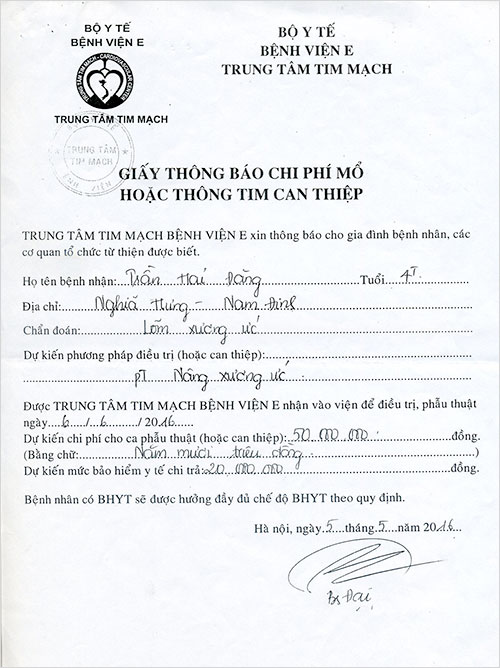 BỘ Y TẾ
BỆNH VIỆN E
TRUNG TÂM TIM MẠCH - CARDIOVASCULAR CENTER
TRUNG TÂM TIM MẠCH
BỘ Y TẾ
BỆNH VIỆN E
TRUNG TÂM TIM MẠCH
TRUNG TÂM
TIM MẠCH
GIẤY THÔNG BÁO CHI PHÍ MỔ
HOẶC THÔNG TIM CAN THIỆP
TRUNG TÂM TIM MẠCH BỆNH VIỆN E xin thông báo cho gia đình bệnh nhân, các
cơ quan tổ chức từ thiện được biết.
Họ tên bệnh nhân: Trần Hải Đăng Tuổi 4T
Địa chỉ: Nghĩa Hưng - Nam Định
Chẩn đoán: Lõm xương ức
Dự kiến phương pháp điều trị (hoặc can thiệp):
PT Nâng xương ức
Được TRUNG TÂM TIM MẠCH BỆNH VIỆN E nhận vào viện để điều trị, phẫu thuật
ngày 6 / 6 / 2016
Dự kiến chi phí cho ca phẫu thuật (hoặc can thiệp): 50 000 000 đồng.
(Bằng chữ: Năm mươi triệu đồng )
Dự kiến mức bảo hiểm y tế chi trả: 20 000 000 đồng.
Bệnh nhân có BHYT sẽ được hưởng đầy đủ chế độ BHYT theo quy định.
Hà nội, ngày 5 tháng 5 năm 2016
Bs Đại